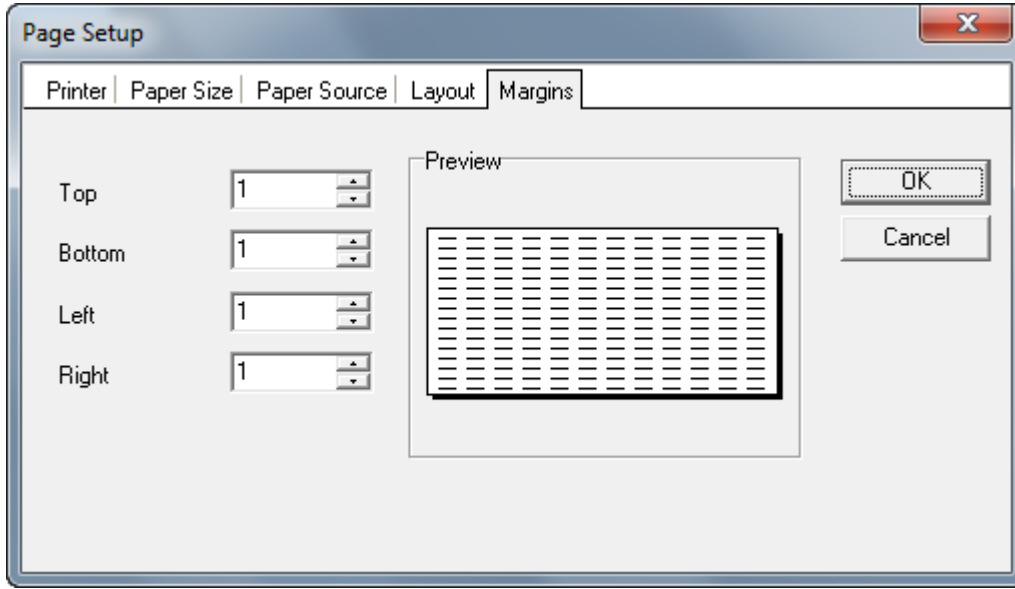 Page Setup
Printer Paper Size Paper Source Layout Margins
Top 1
Bottom 1
Left 1
Right 1
Preview
OK
Cancel